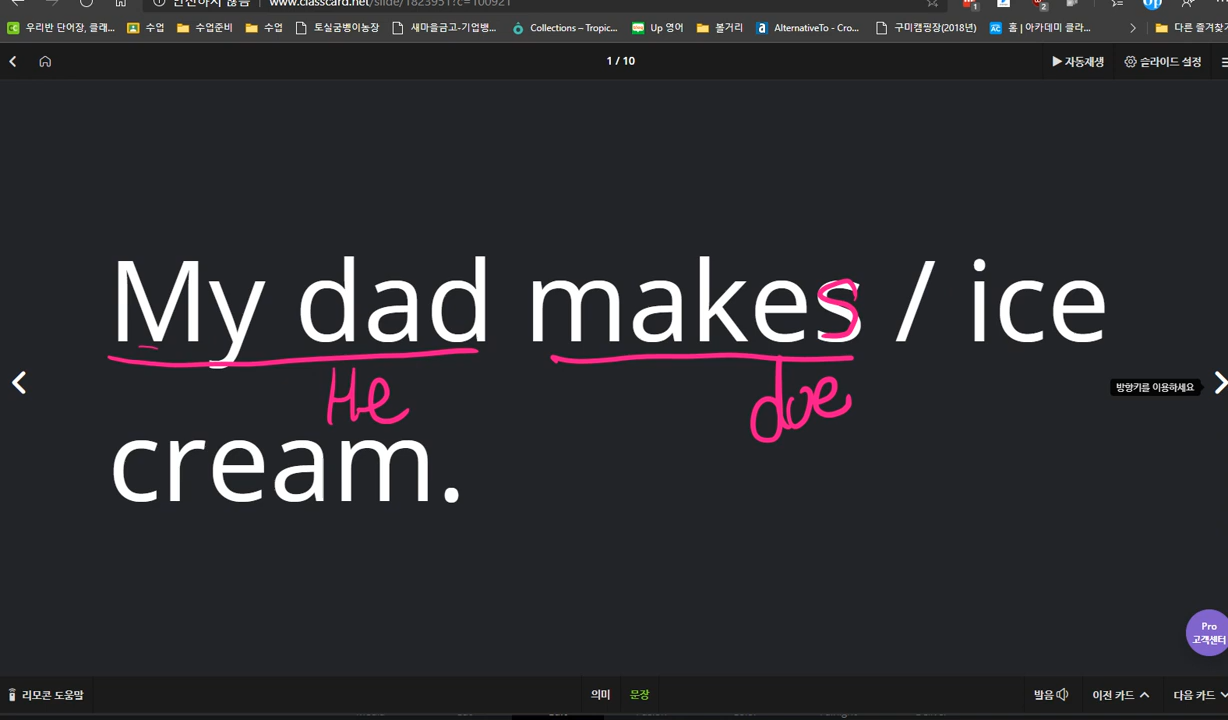 www.classcard.net/slide/1823951?c=100921
우리반 단어장, 클래... 수업 수업준비 수업 토실굼벵이농장 새마을금고-기업뱅... Collections – Tropic... Up 영어 볼거리 AlternativeTo - Cro... 구미캠핑장(2018년) 홈 | 아카데미 클라... 다른 즐겨찾기
1 / 10 자동재생 슬라이드 설정
My dad makes / ice
He doe
방향키를 이용하세요
cream.
Pro
고객센터
리모콘 도움말 의미 문장 발음 이전 카드 다음 카드